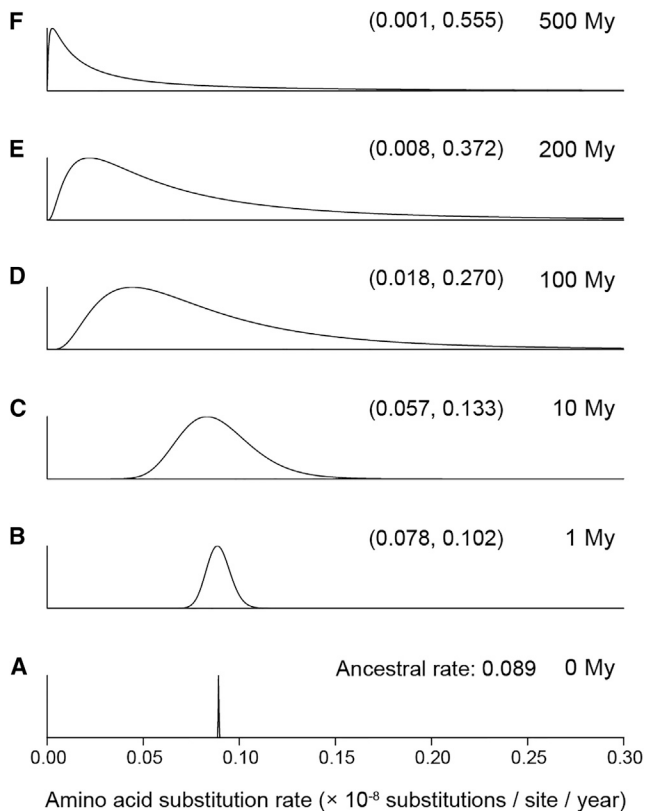 F (0.001, 0.555) 500 My
E (0.008, 0.372) 200 My
D (0.018, 0.270) 100 My
C (0.057, 0.133) 10 My
B (0.078, 0.102) 1 My
A Ancestral rate: 0.089 0 My
0.00 0.05 0.10 0.15 0.20 0.25 0.30
Amino acid substitution rate (× 10⁻⁸ substitutions / site / year)